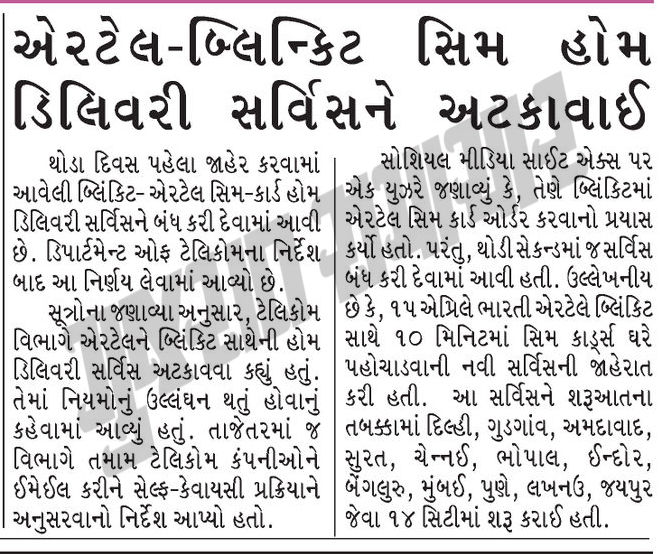 એરટેલ-બ્લિન્કિટ સિમ હોમ
ડિલિવરી સર્વિસને અટકાવાઈ
થોડા દિવસ પહેલા જાહેર કરવામાં
આવેલી બ્લિંકિટ- એરટેલ સિમ-કાર્ડ હોમ
ડિલિવરી સર્વિસને બંધ કરી દેવામાં આવી
છે. ડિપાર્ટમેન્ટ ઓફ ટેલિકોમના નિર્દેશ
બાદ આ નિર્ણય લેવામાં આવ્યો છે.
સૂત્રોના જણાવ્યા અનુસાર, ટેલિકોમ
વિભાગે એરટેલને બ્લિંકિટ સાથેની હોમ
ડિલિવરી સર્વિસ અટકાવવા કહ્યું હતું.
તેમાં નિયમોનું ઉલ્લંઘન થતું હોવાનું
કહેવામાં આવ્યું હતું. તાજેતરમાં જ
વિભાગે તમામ ટેલિકોમ કંપનીઓને
ઈમેઈલ કરીને સેલ્ફ-કેવાયસી પ્રક્રિયાને
અનુસરવાનો નિર્દેશ આપ્યો હતો.
સોશિયલ મીડિયા સાઈટ એક્સ પર
એક યુઝરે જણાવ્યું કે, તેણે બ્લિંકિટમાં
એરટેલ સિમ કાર્ડ ઓર્ડર કરવાનો પ્રયાસ
કર્યો હતો. પરંતુ, થોડી સેકન્ડમાં જ સર્વિસ
બંધ કરી દેવામાં આવી હતી. ઉલ્લેખનીય
છે કે, ૧૫ એપ્રિલે ભારતી એરટેલે બ્લિંકિટ
સાથે ૧૦ મિનિટમાં સિમ કાર્ડ્સ ઘરે
પહોચાડવાની નવી સર્વિસની જાહેરાત
કરી હતી. આ સર્વિસને શરૂઆતના
તબક્કામાં દિલ્હી, ગુડગાંવ, અમદાવાદ,
સુરત, ચેન્નઈ, ભોપાલ, ઈન્દોર,
બેંગલુરુ, મુંબઈ, પુણે, લખનઉ, જયપુર
જેવા ૧૪ સિટીમાં શરૂ કરાઈ હતી.